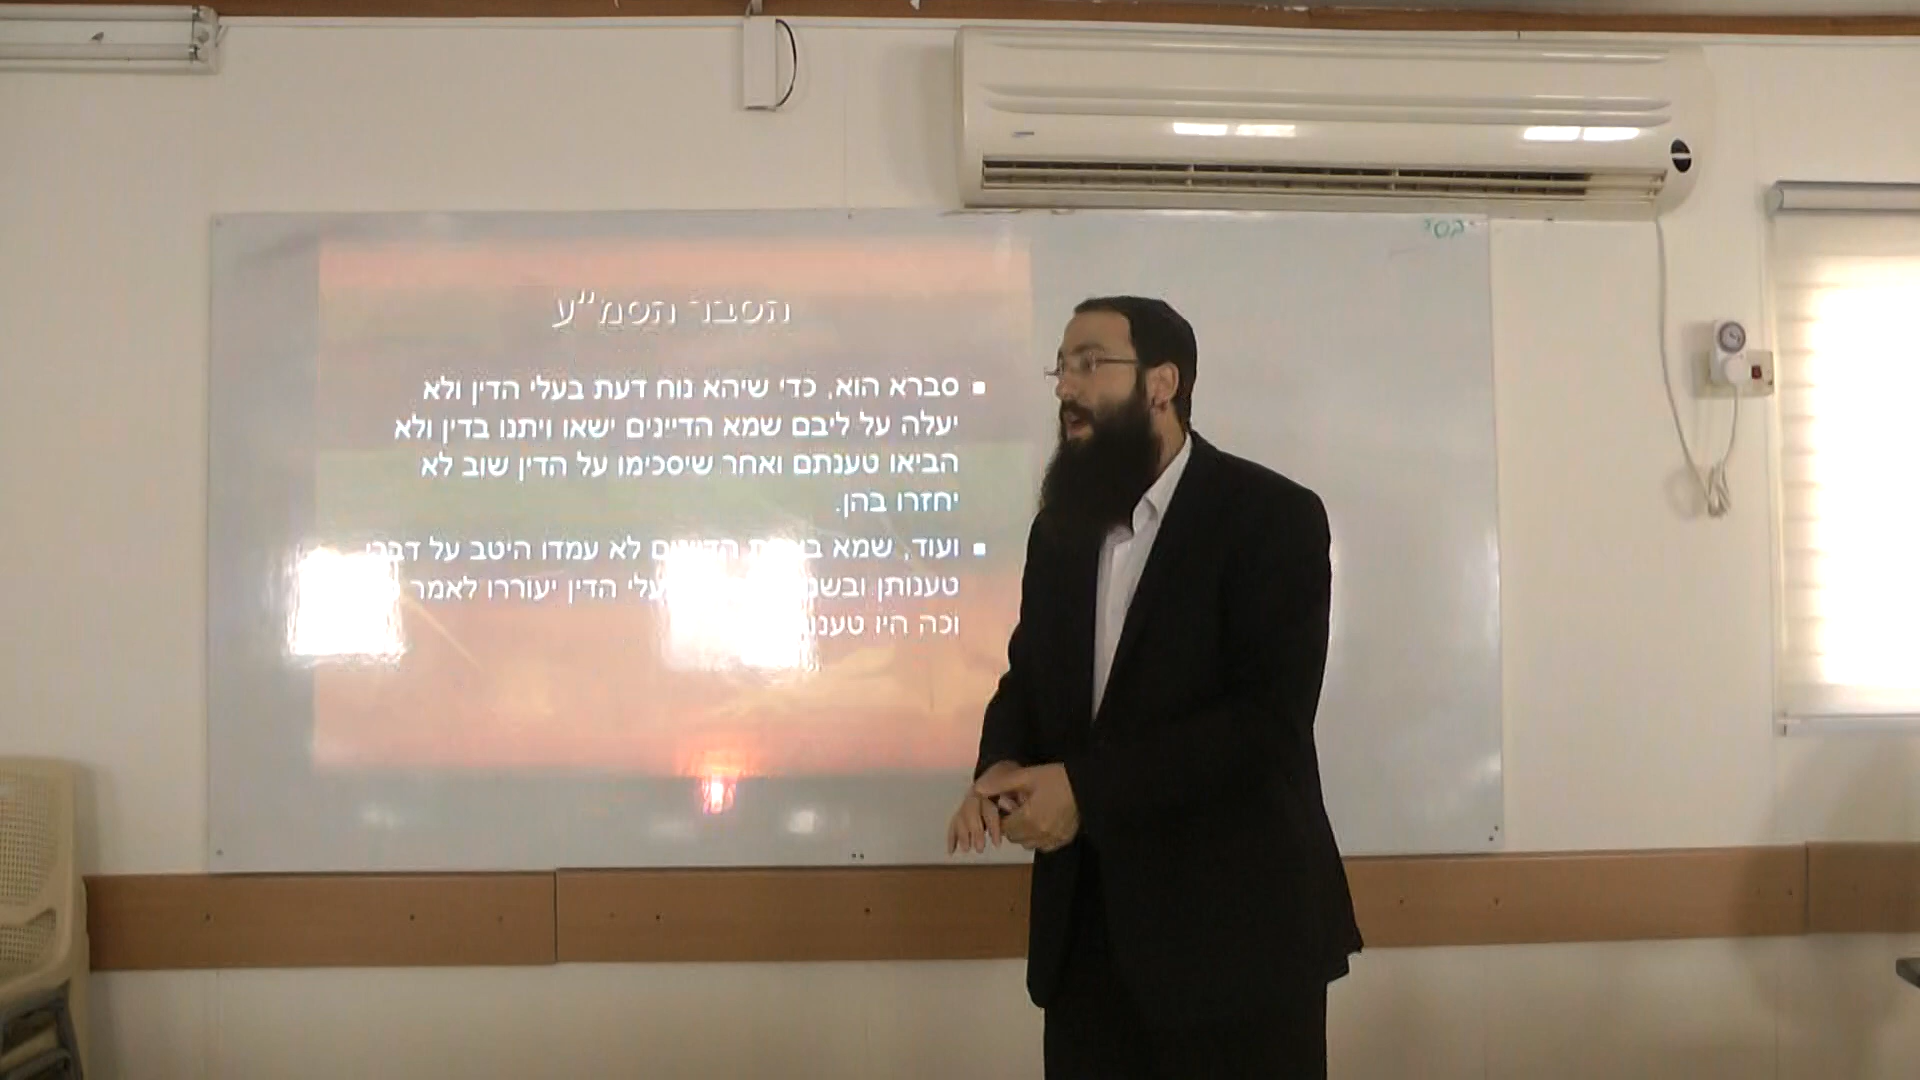 הסבר הסמ"ע
סברא הוא, כדי שיהא נוח דעת בעלי הדין ולא
יעלה על ליבם שמא הדיינים ישאו ויתנו בדין ולא
הביאו טענתם ואחר שיסכימו על הדין שוב לא
יחזרו בהן.
ועוד, שמא הדיינים לא עמדו היטב על דברי
טענותן בעלי הדין יעוררו לאמר
וכה היו